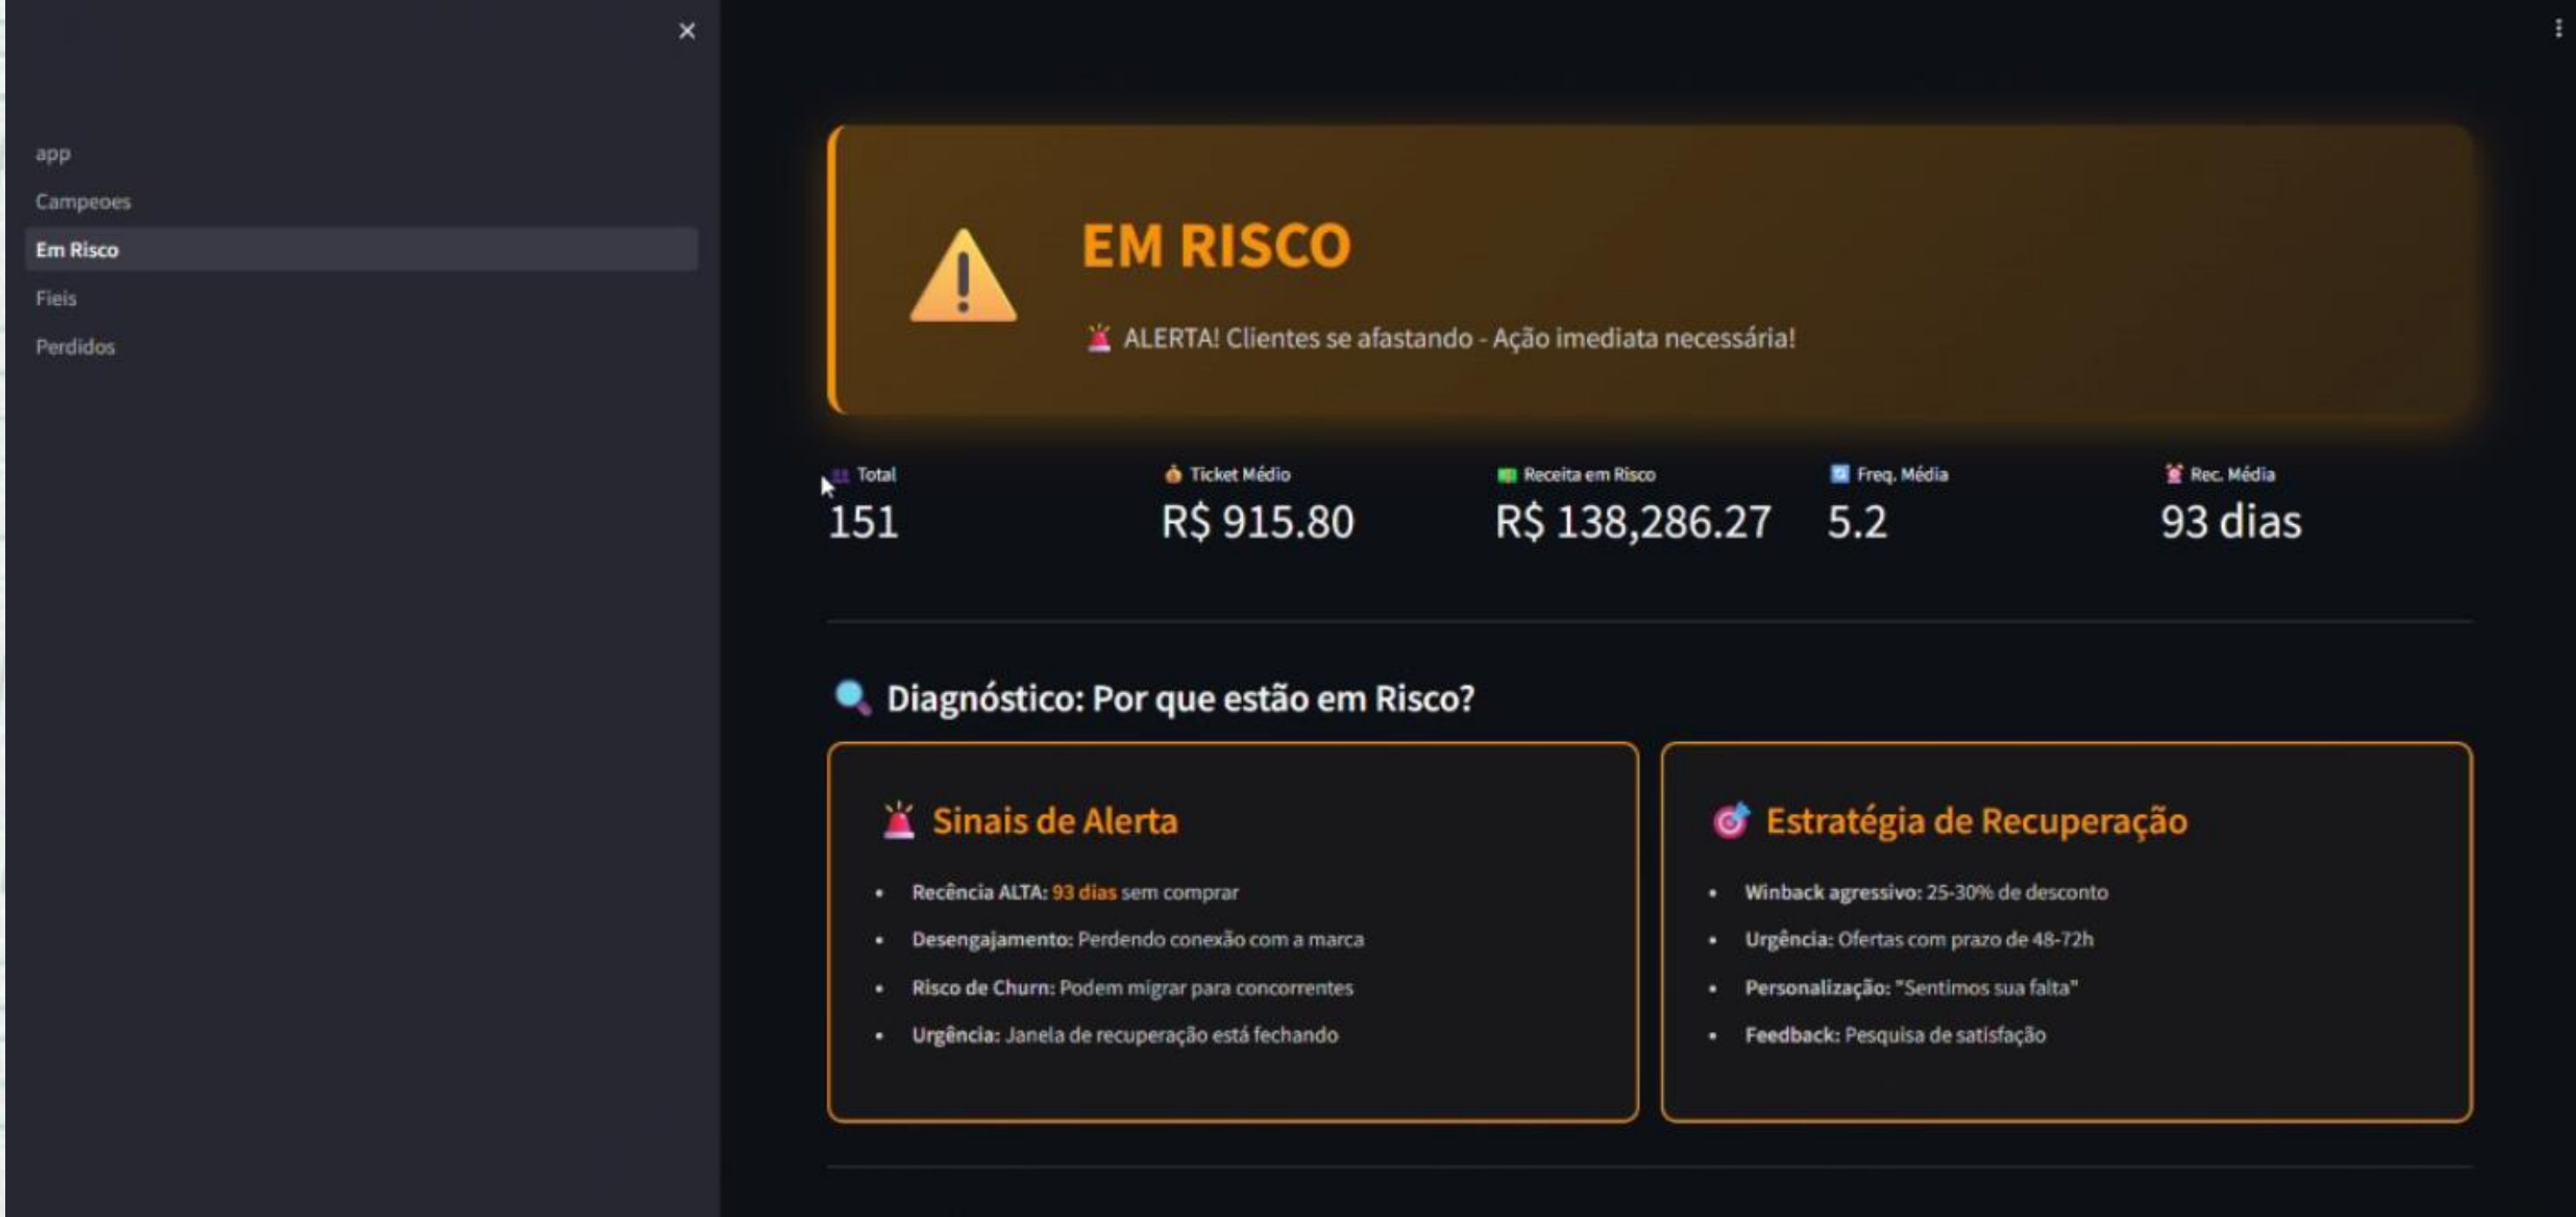 app
Campeoes
Em Risco
Fieis
Perdidos
EM RISCO
ALERTA! Clientes se afastando - Ação imediata necessária!
Total
151
Ticket Médio
R$ 915.80
Receita em Risco
R$ 138,286.27
Freq. Média
5.2
Rec. Média
93 dias
Diagnóstico: Por que estão em Risco?
Sinais de Alerta
• Recência ALTA: 93 dias sem comprar
• Desengajamento: Perdendo conexão com a marca
• Risco de Churn: Podem migrar para concorrentes
• Urgência: Janela de recuperação está fechando
Estratégia de Recuperação
• Winback agressivo: 25-30% de desconto
• Urgência: Ofertas com prazo de 48-72h
• Personalização: "Sentimos sua falta"
• Feedback: Pesquisa de satisfação